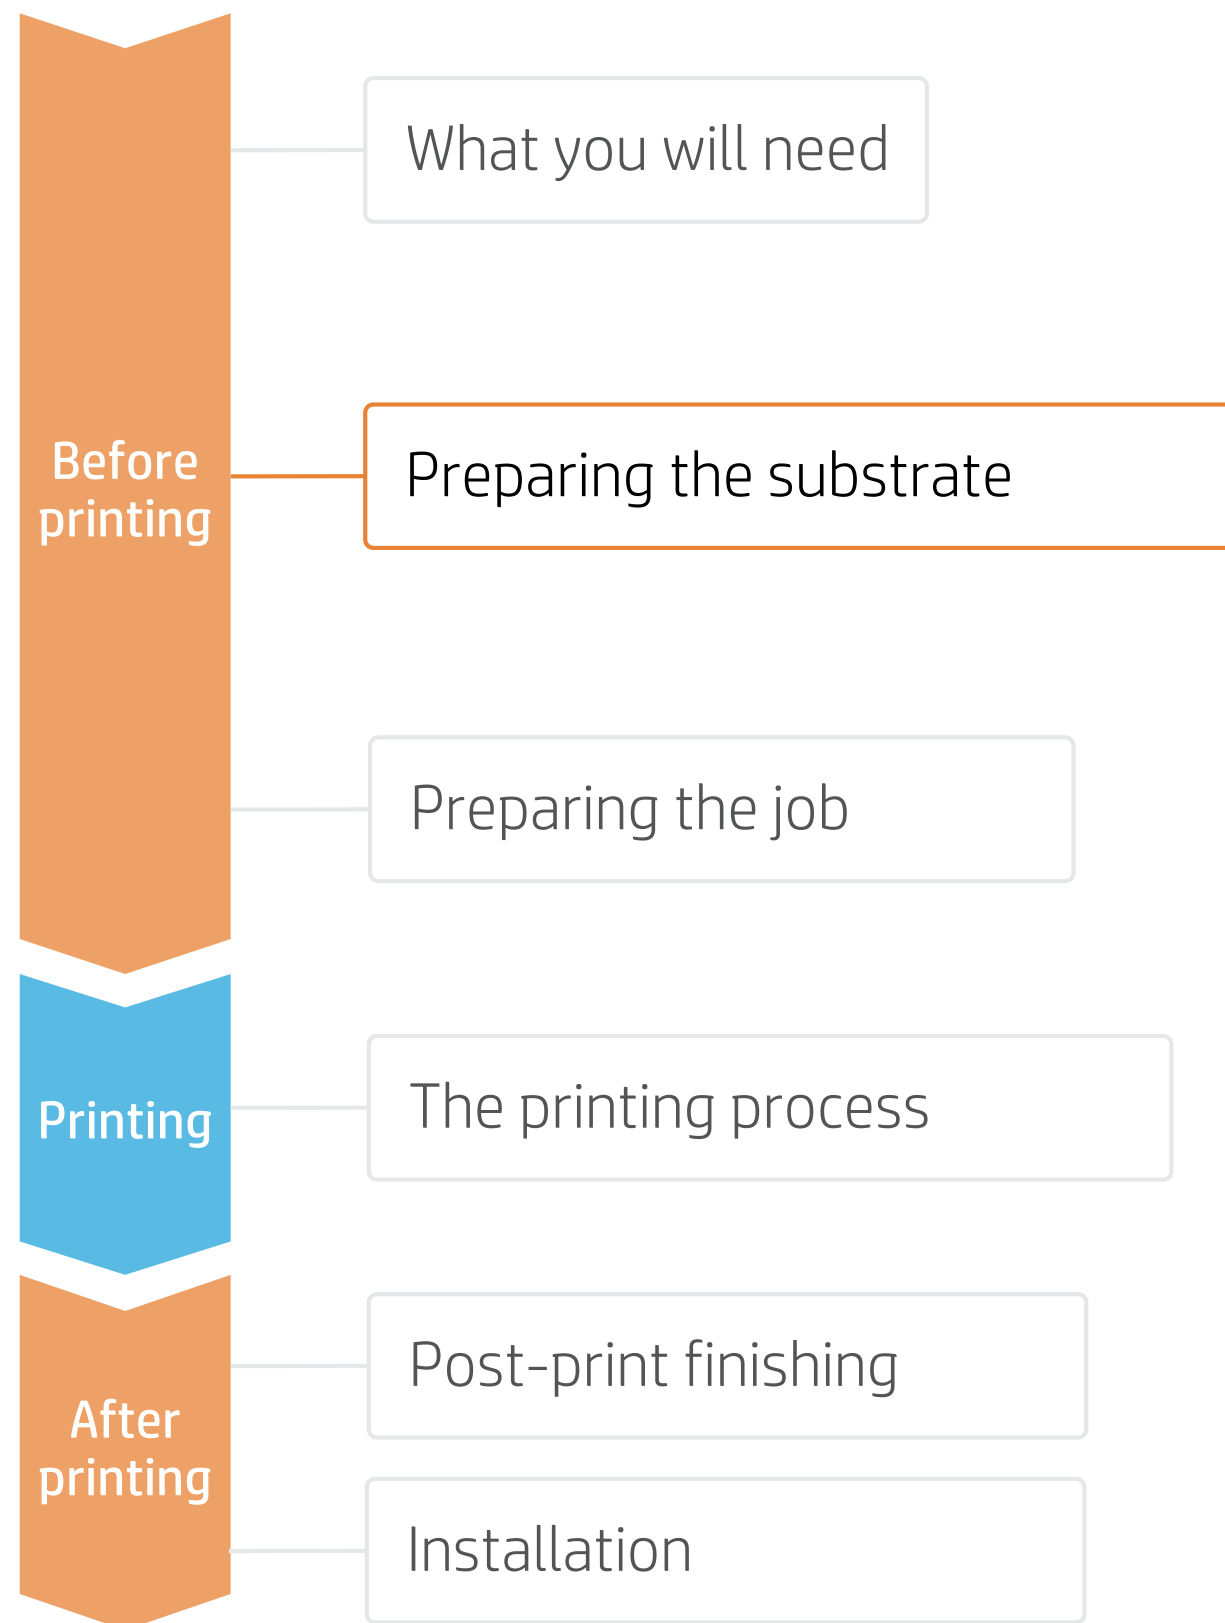 What you will need
Before
printing
Preparing the substrate
Preparing the job
Printing
The printing process
After
printing
Post-print finishing
Installation